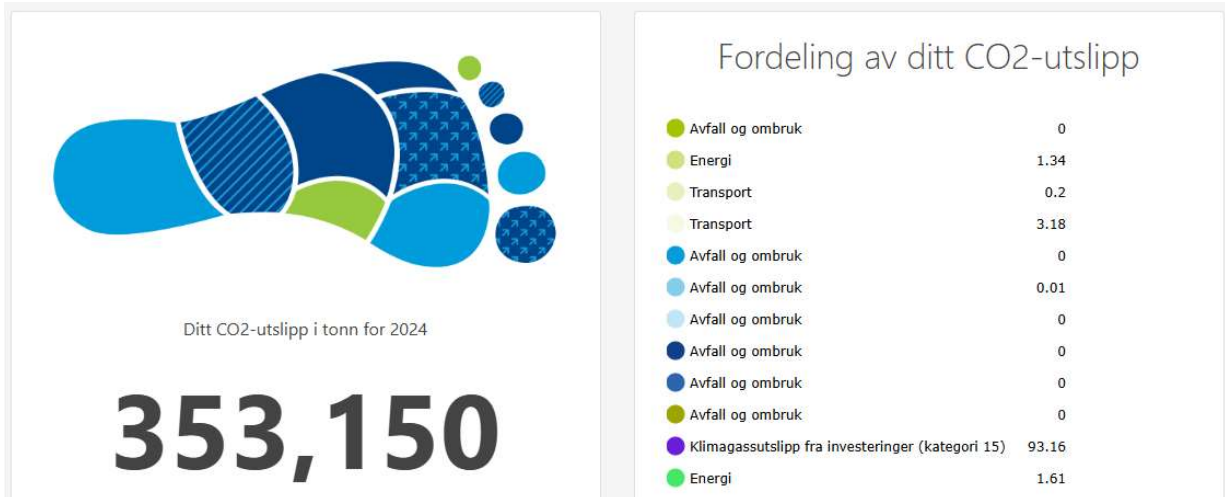 Ditt CO2-utslipp i tonn for 2024
353,150
Fordeling av ditt CO2-utslipp
Avfall og ombruk 0
Energi 1.34
Transport 0.2
Transport 3.18
Avfall og ombruk 0
Avfall og ombruk 0.01
Avfall og ombruk 0
Avfall og ombruk 0
Avfall og ombruk 0
Avfall og ombruk 0
Klimagassutslipp fra investeringer (kategori 15) 93.16
Energi 1.61